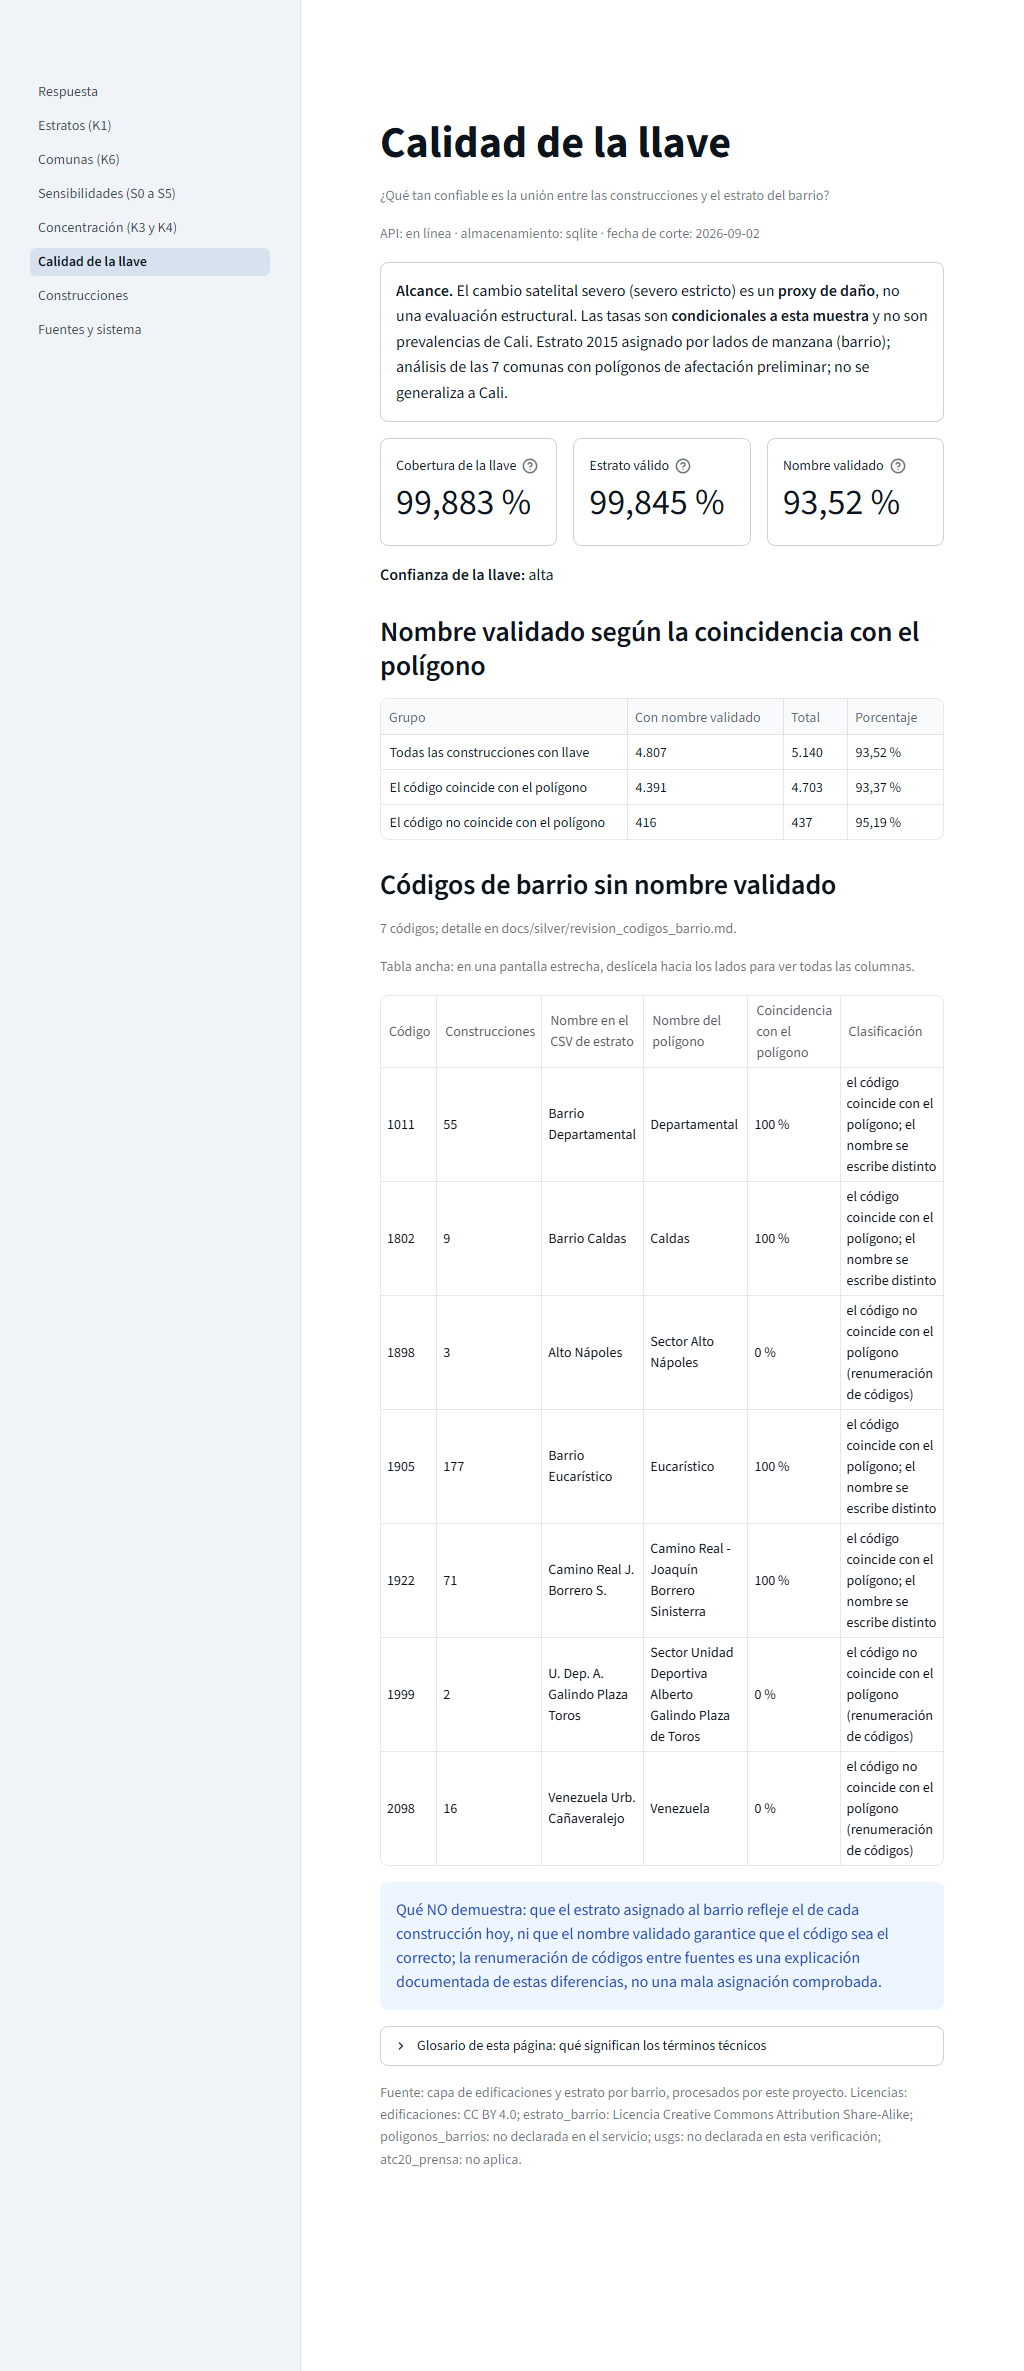 Respuesta
Estratos (K1)
Comunas (K6)
Sensibilidades (S0 a S5)
Concentración (K3 y K4)
Calidad de la llave
Construcciones
Fuentes y sistema
Calidad de la llave
¿Qué tan confiable es la unión entre las construcciones y el estrato del barrio?
API: en línea · almacenamiento: sqlite · fecha de corte: 2026-09-02
Alcance. El cambio satelital severo (severo estricto) es un proxy de daño, no
una evaluación estructural. Las tasas son condicionales a esta muestra y no son
prevalencias de Cali. Estrato 2015 asignado por lados de manzana (barrio);
análisis de las 7 comunas con polígonos de afectación preliminar; no se
generaliza a Cali.
Cobertura de la llave
99,883 %
Estrato válido
99,845 %
Nombre validado
93,52 %
Confianza de la llave: alta
Nombre validado según la coincidencia con el
polígono
Grupo Con nombre validado Total Porcentaje
Todas las construcciones con llave 4.807 5.140 93,52 %
El código coincide con el polígono 4.391 4.703 93,37 %
El código no coincide con el polígono 416 437 95,19 %
Códigos de barrio sin nombre validado
7 códigos; detalle en docs/silver/revision_codigos_barrio.md.
Tabla ancha: en una pantalla estrecha, deslícela hacia los lados para ver todas las columnas.
Código
Construcciones
Nombre en el
CSV de estrato
Nombre del
polígono
Coincidencia
con el
polígono
Clasificación
1011
55
Barrio
Departamental
Departamental
100 %
el código
coincide con el
polígono; el
nombre se
escribe distinto
1802
9
Barrio Caldas
Caldas
100 %
el código
coincide con el
polígono; el
nombre se
escribe distinto
1898
3
Alto Nápoles
Sector Alto
Nápoles
0 %
el código no
coincide con el
polígono
(renumeración
de códigos)
1905
177
Barrio
Eucarístico
Eucarístico
100 %
el código
coincide con el
polígono; el
nombre se
escribe distinto
1922
71
Camino Real J.
Borrero S.
Camino Real -
Joaquín
Borrero
Sinisterra
100 %
el código
coincide con el
polígono; el
nombre se
escribe distinto
1999
2
U. Dep. A.
Galindo Plaza
Toros
Sector Unidad
Deportiva
Alberto
Galindo Plaza
de Toros
0 %
el código no
coincide con el
polígono
(renumeración
de códigos)
2098
16
Venezuela Urb.
Cañaveralejo
Venezuela
0 %
el código no
coincide con el
polígono
(renumeración
de códigos)
Qué NO demuestra: que el estrato asignado al barrio refleje el de cada
construcción hoy, ni que el nombre validado garantice que el código sea el
correcto; la renumeración de códigos entre fuentes es una explicación
documentada de estas diferencias, no una mala asignación comprobada.
Glosario de esta página: qué significan los términos técnicos
Fuente: capa de edificaciones y estrato por barrio, procesados por este proyecto. Licencias:
edificaciones: CC BY 4.0; estrato_barrio: Licencia Creative Commons Attribution Share-Alike;
poligonos_barrios: no declarada en el servicio; usgs: no declarada en esta verificación;
atc20_prensa: no aplica.